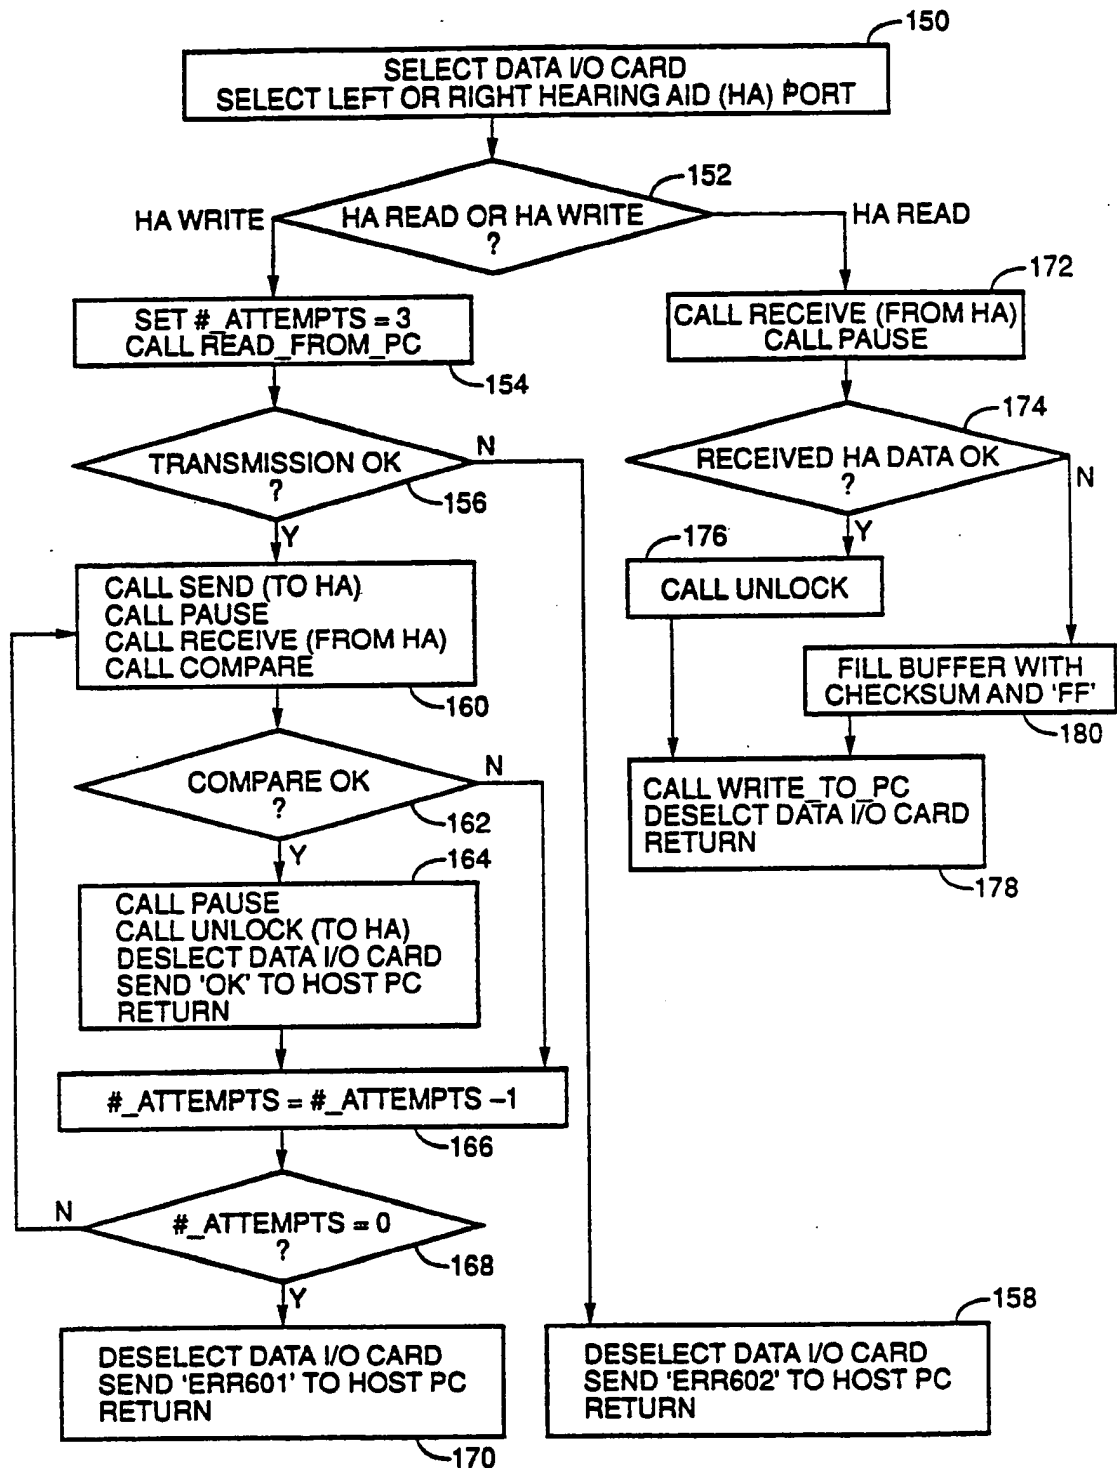 150
SELECT DATA I/O CARD
SELECT LEFT OR RIGHT HEARING AID (HA) PORT
152
HA WRITE
HA READ OR HA WRITE
?
HA READ
172
SET #_ATTEMPTS = 3
CALL READ_FROM_PC
154
CALL RECEIVE (FROM HA)
CALL PAUSE
174
TRANSMISSION OK
?
N
156
Y
RECEIVED HA DATA OK
?
N
Y
176
CALL UNLOCK
CALL SEND (TO HA)
CALL PAUSE
CALL RECEIVE (FROM HA)
CALL COMPARE
160
FILL BUFFER WITH
CHECKSUM AND 'FF'
180
COMPARE OK
?
N
162
Y
CALL WRITE_TO_PC
DESELCT DATA I/O CARD
RETURN
178
164
CALL PAUSE
CALL UNLOCK (TO HA)
DESLECT DATA I/O CARD
SEND 'OK' TO HOST PC
RETURN
#_ATTEMPTS = #_ATTEMPTS –1
166
N
#_ATTEMPTS = 0
?
168
Y
158
DESELECT DATA I/O CARD
SEND 'ERR601' TO HOST PC
RETURN
170
DESELECT DATA I/O CARD
SEND 'ERR602' TO HOST PC
RETURN